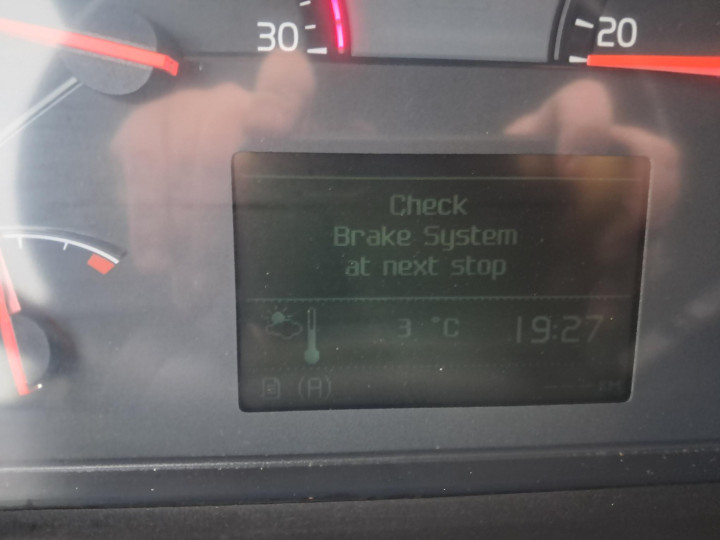 30
20
Check
Brake System
at next stop
3 °C
19:27
(A)